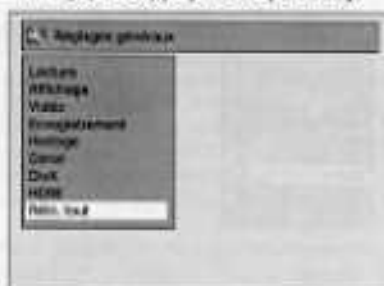 Réglages généraux
Lecture
Affichage
Vidéo
Enregistrement
Horloge
Canal
DivX
HDMI
Réin. tout